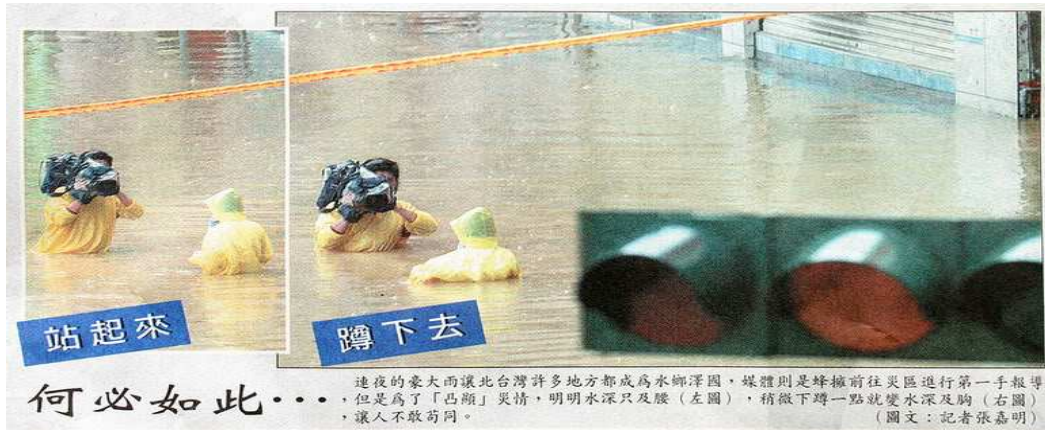 站起來
蹲下去
何必如此•••
連夜的豪大雨讓北台灣許多地方都成為水鄉澤國，媒體則是蜂擁前往災區進行第一手報導
，但是為了「凸顯」災情，明明水深只及腰（左圖），稍微下蹲一點就變水深及胸（右圖）
，讓人不敢苟同。
（圖文：記者張嘉明）